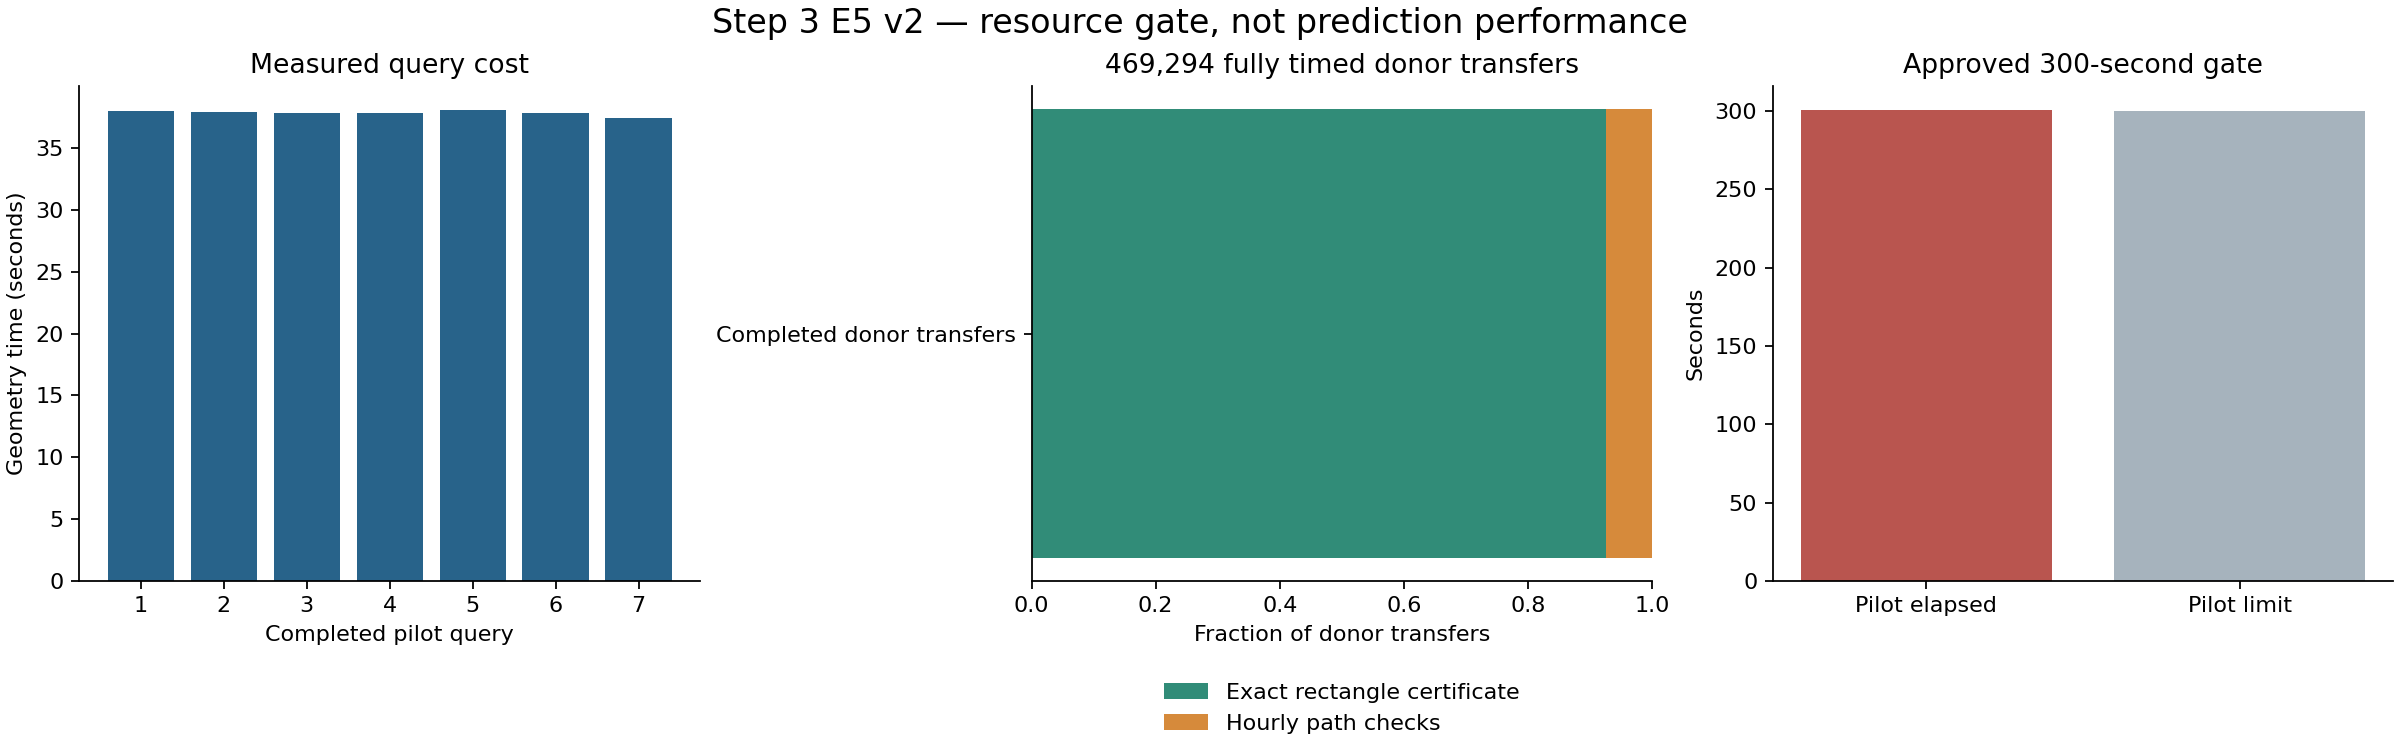 Step 3 E5 v2 — resource gate, not prediction performance
Measured query cost
Geometry time (seconds)
35
30
25
20
15
10
5
0
1 2 3 4 5 6 7
Completed pilot query
469,294 fully timed donor transfers
Completed donor transfers
0.0 0.2 0.4 0.6 0.8 1.0
Fraction of donor transfers
Exact rectangle certificate
Hourly path checks
Approved 300-second gate
Seconds
300
250
200
150
100
50
0
Pilot elapsed Pilot limit